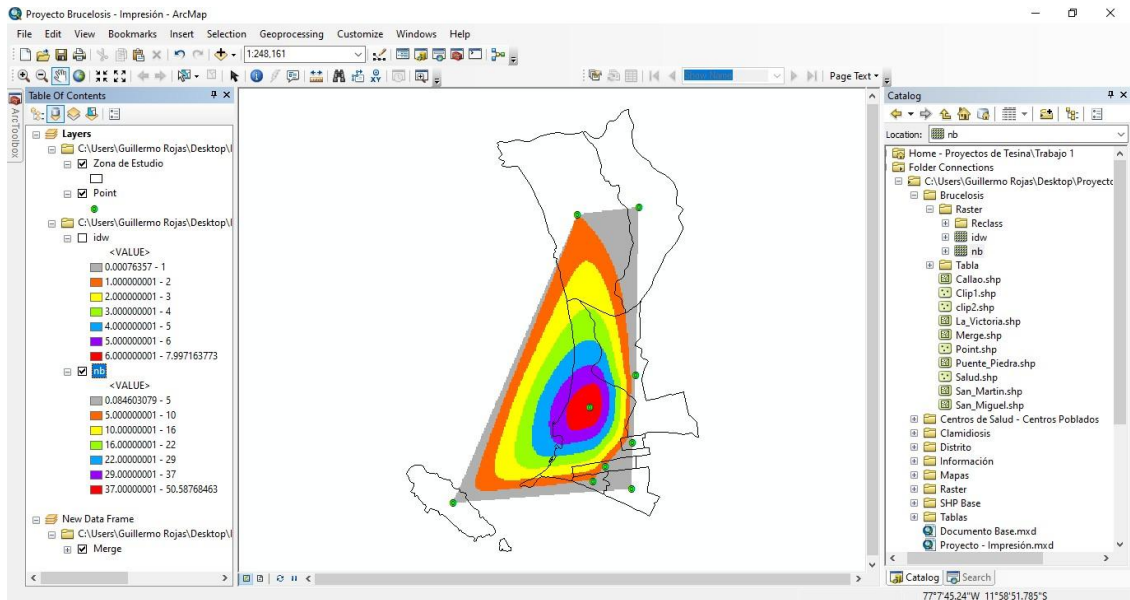 Proyecto Brucelosis - Impresión - ArcMap
File Edit View Bookmarks Insert Selection Geoprocessing Customize Windows Help
1:248,161
Page Text
Table Of Contents
ArcToolbox
Layers
C:\Users\Guillermo Rojas\Desktop\
Zona de Estudio
Point
C:\Users\Guillermo Rojas\Desktop\
idw
<VALUE>
0.00076357 - 1
1.000000001 - 2
2.000000001 - 3
3.000000001 - 4
4.000000001 - 5
5.000000001 - 6
6.000000001 - 7.997163773
nb
<VALUE>
0.084603079 - 5
5.000000001 - 10
10.00000001 - 16
16.00000001 - 22
22.00000001 - 29
29.00000001 - 37
37.00000001 - 50.58768463
New Data Frame
C:\Users\Guillermo Rojas\Desktop\
Merge
Catalog
Location: nb
Home - Proyectos de Tesina\Trabajo 1
Folder Connections
C:\Users\Guillermo Rojas\Desktop\Proyecto
Brucelosis
Raster
Reclass
idw
nb
Tabla
Callao.shp
Clip1.shp
clip2.shp
La_Victoria.shp
Merge.shp
Point.shp
Puente_Piedra.shp
Salud.shp
San_Martin.shp
San_Miguel.shp
Centros de Salud - Centros Poblados
Clamidiosis
Distrito
Información
Mapas
Raster
SHP Base
Tablas
Documento Base.mxd
Proyecto - Impresión.mxd
Catalog Search
77°7'45.24"W 11°58'51.785"S